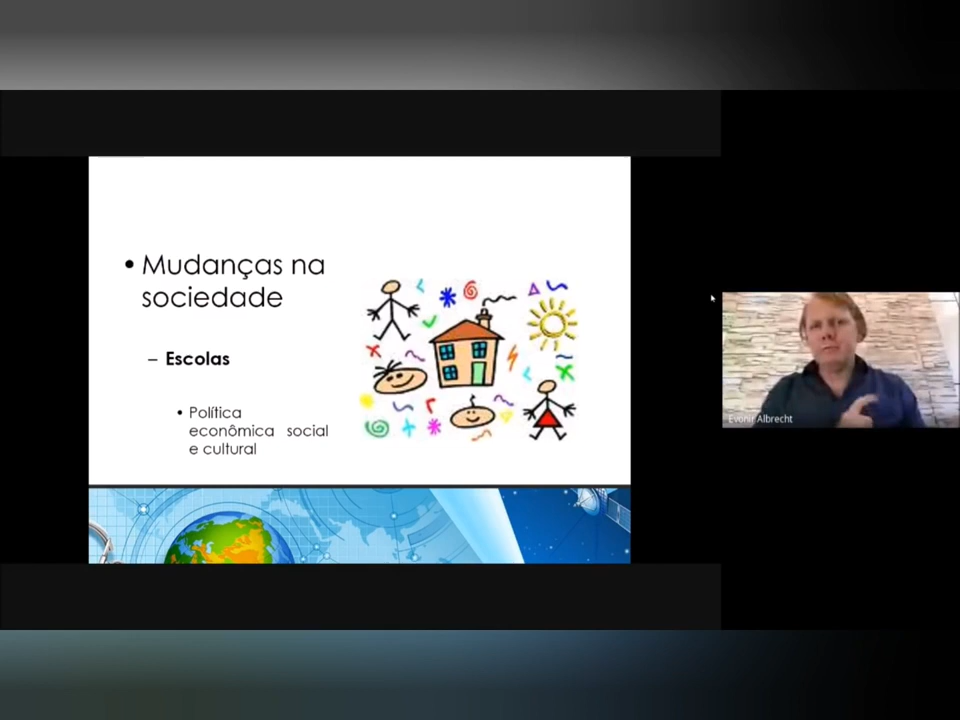 • Mudanças na
sociedade
– Escolas
• Política
econômica social
e cultural
Evonir Albrecht